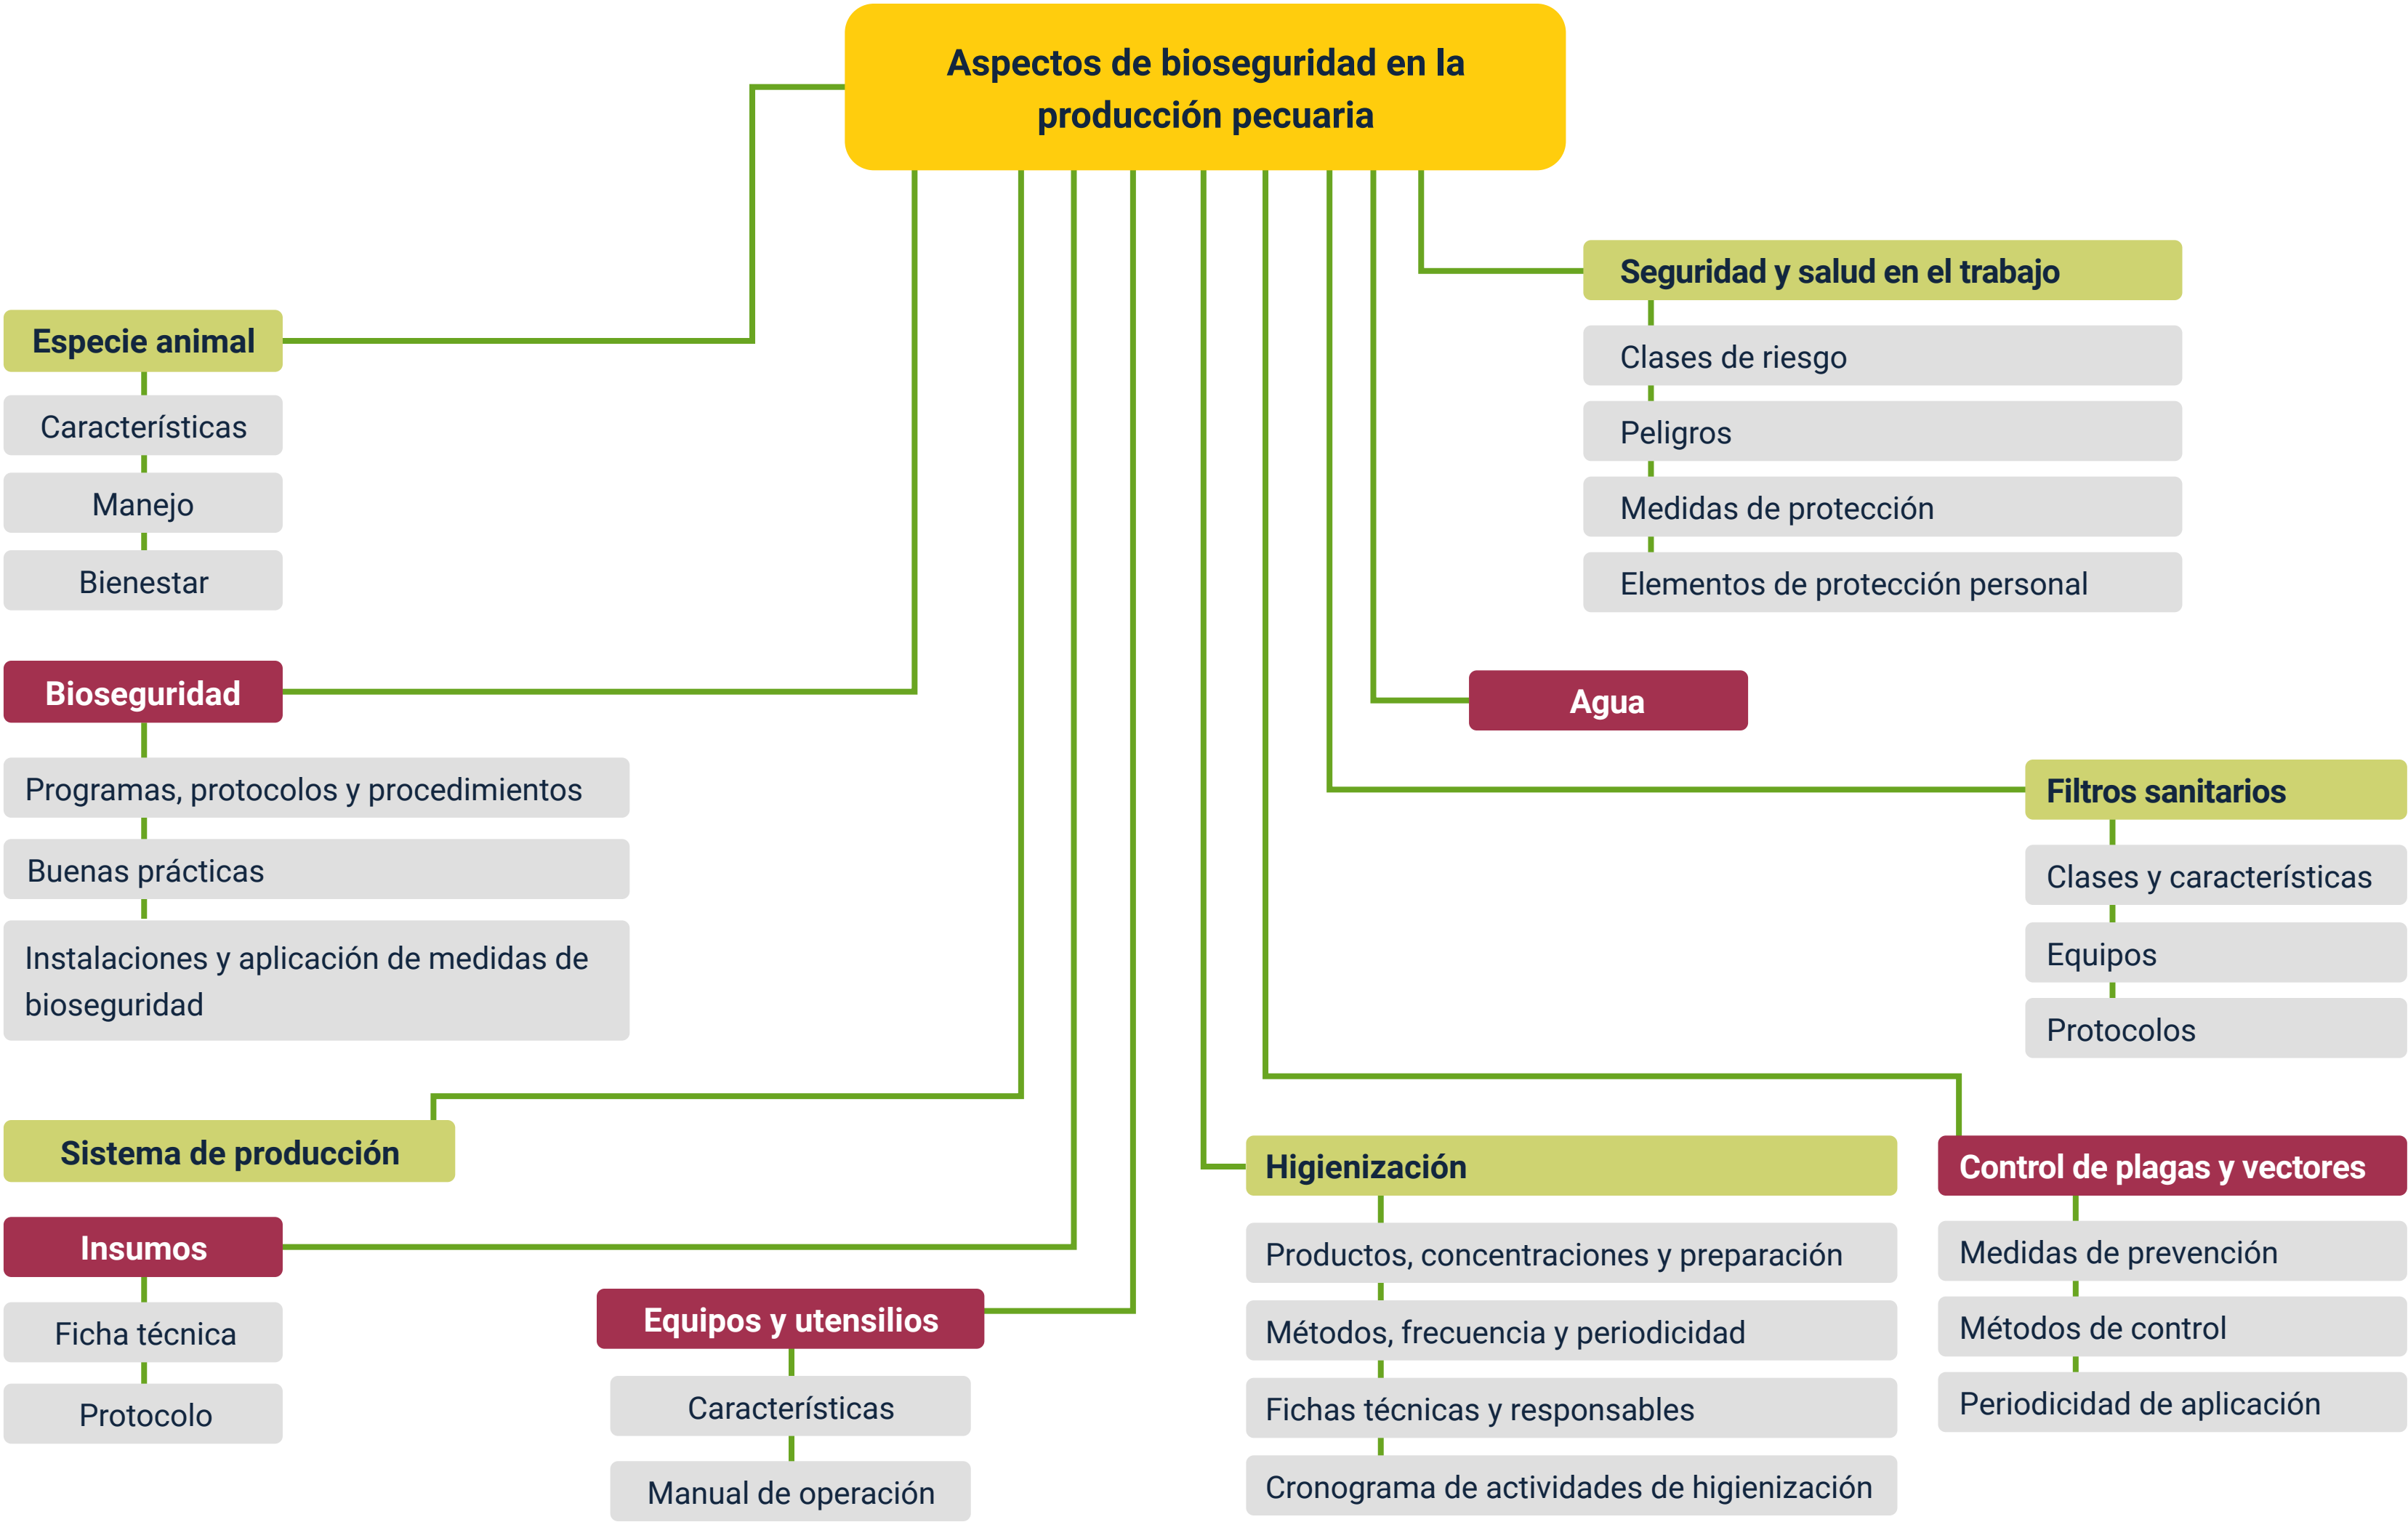 Aspectos de bioseguridad en la
producción pecuaria
Especie animal
Características
Manejo
Bienestar
Bioseguridad
Programas, protocolos y procedimientos
Buenas prácticas
Instalaciones y aplicación de medidas de
bioseguridad
Sistema de producción
Insumos
Ficha técnica
Protocolo
Equipos y utensilios
Características
Manual de operación
Higienización
Productos, concentraciones y preparación
Métodos, frecuencia y periodicidad
Fichas técnicas y responsables
Cronograma de actividades de higienización
Control de plagas y vectores
Medidas de prevención
Métodos de control
Periodicidad de aplicación
Filtros sanitarios
Clases y características
Equipos
Protocolos
Agua
Seguridad y salud en el trabajo
Clases de riesgo
Peligros
Medidas de protección
Elementos de protección personal